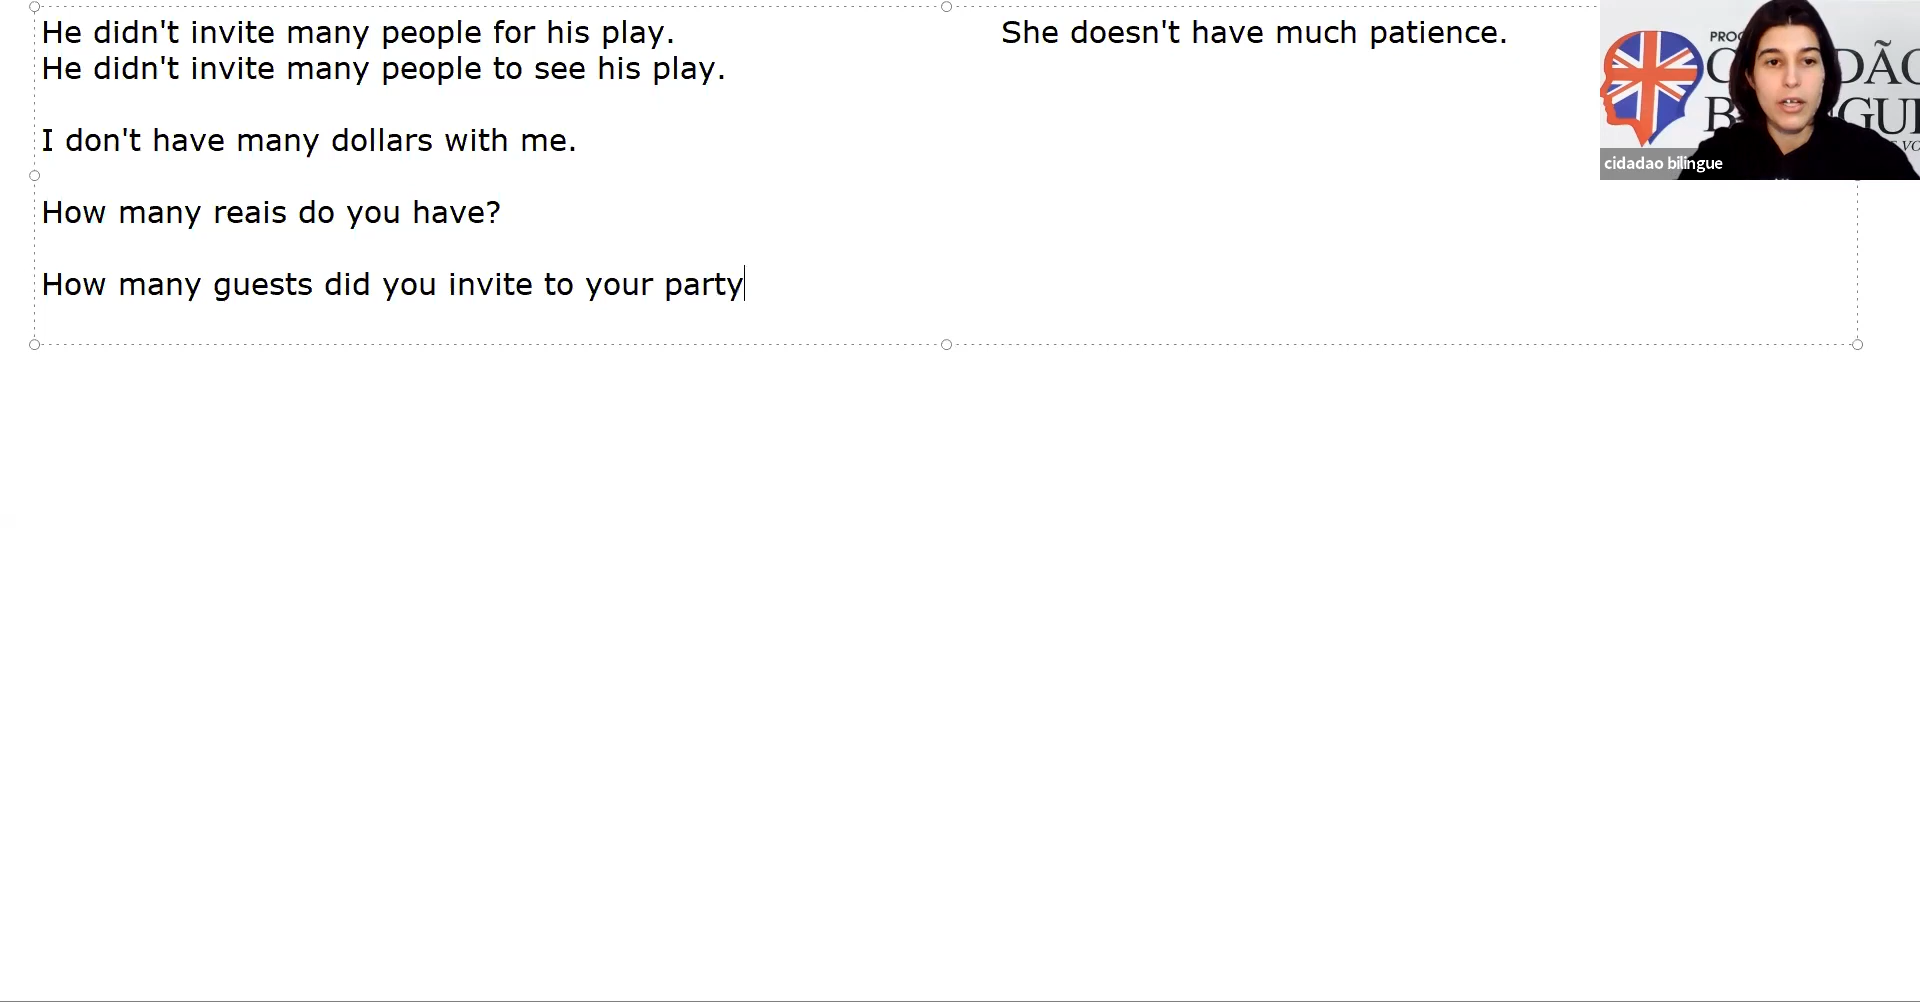 He didn't invite many people for his play.
He didn't invite many people to see his play.
I don't have many dollars with me.
How many reais do you have?
How many guests did you invite to your party
She doesn't have much patience.
cidadao bilingue